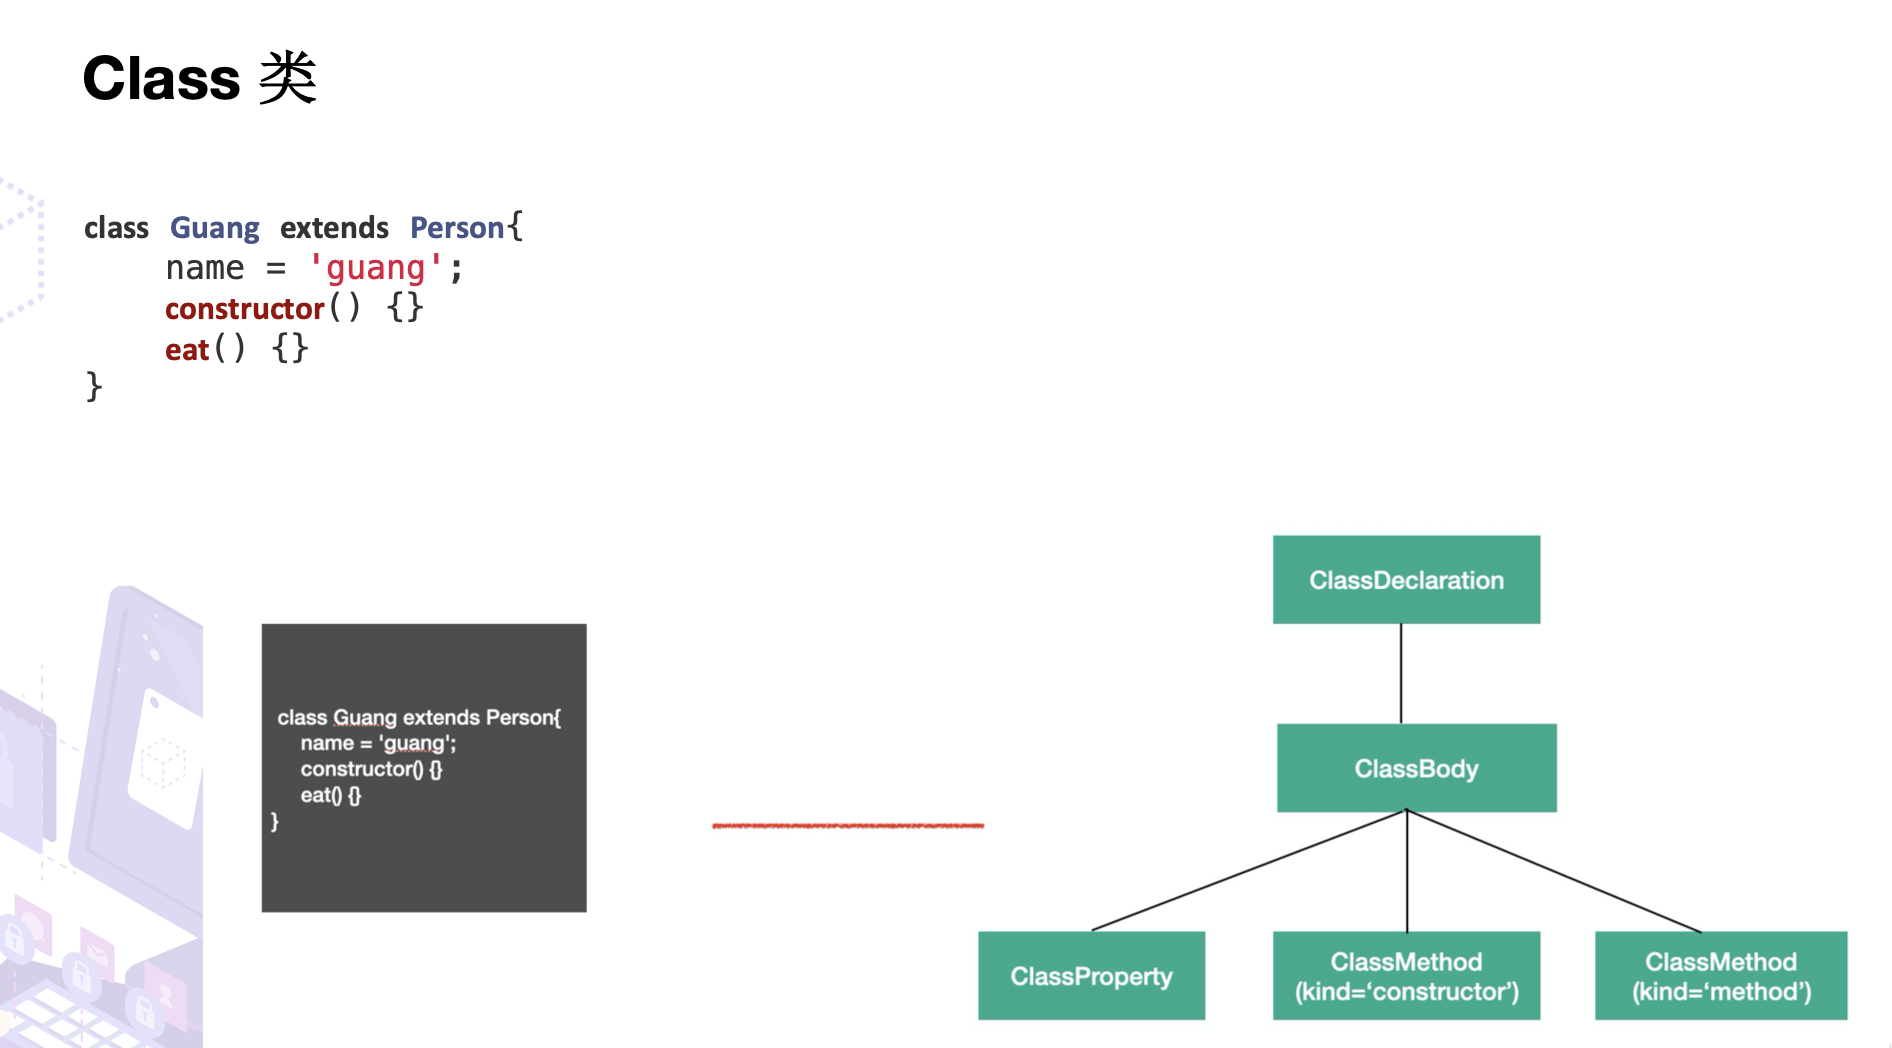 Class 类
class Guang extends Person{
name = 'guang';
constructor() {}
eat() {}
}
class Guang extends Person{
name = 'guang';
constructor() {}
eat() {}
}
ClassDeclaration
ClassBody
ClassProperty
ClassMethod
(kind=‘constructor’)
ClassMethod
(kind=‘method’)